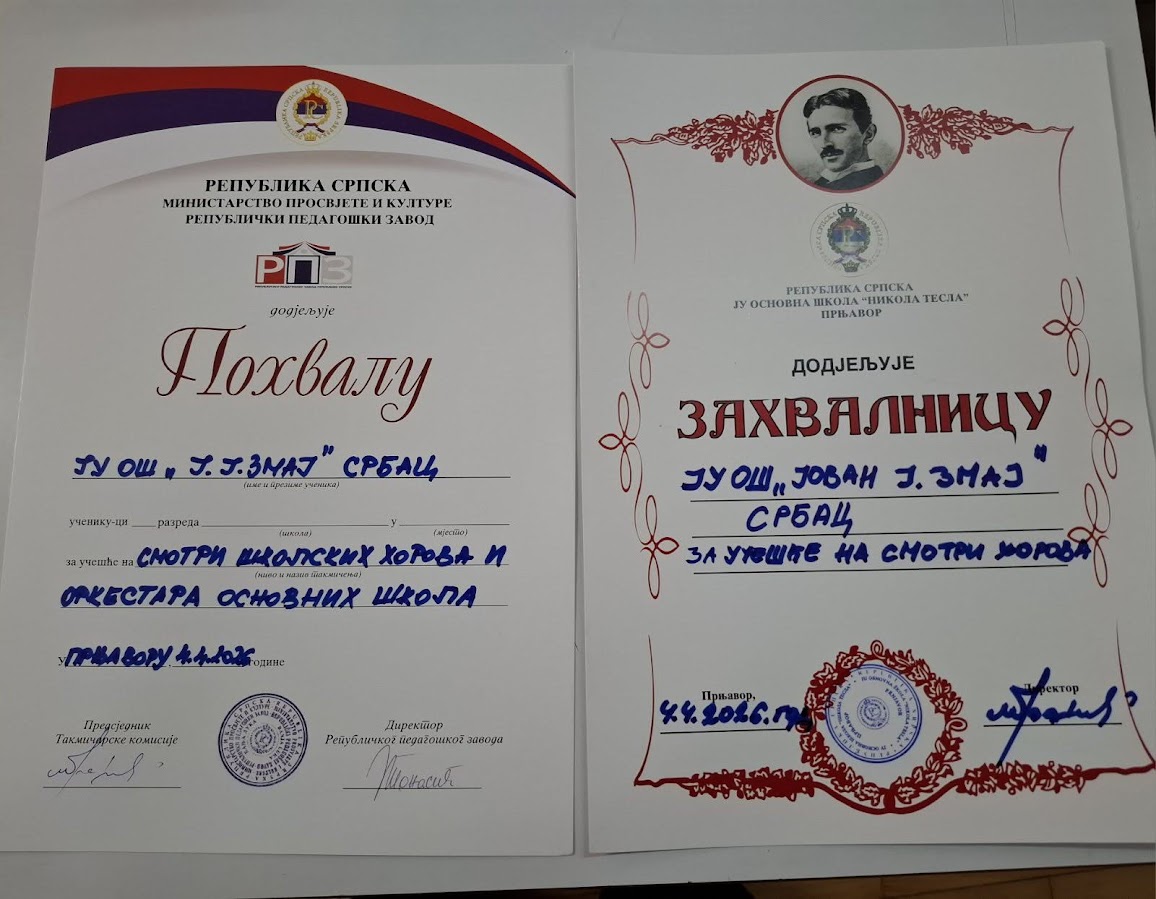 РЕПУБЛИКА СРПСКА
МИНИСТАРСТВО ПРОСВЈЕТЕ И КУЛТУРЕ
РЕПУБЛИЧКИ ПЕДАГОШКИ ЗАВОД
РПЗ
додјељује
Похвалу
ЈУ ОШ „Ј. Ј. ЗМАЈ" СРБАЦ
(име и презиме ученика)
ученику-ци разреда у
(школа) (мјесто)
за учешће на СМОТРИ ШКОЛСКИХ ХОРОВА И
(ниво и назив такмичења)
ОРКЕСТАРА ОСНОВНИХ ШКОЛА
У ПРЊАВОРУ, 4.4.2026 године
Предсједник
Такмичарске комисије
Директор
Републичког педагошког завода
РЕПУБЛИКА СРПСКА
ЈУ ОСНОВНА ШКОЛА "НИКОЛА ТЕСЛА"
ПРЊАВОР
ДОДЈЕЉУЈЕ
ЗАХВАЛНИЦУ
ЈУ ОШ „ЈОВАН Ј. ЗМАЈ"
СРБАЦ
ЗА УЧЕШЋЕ НА СМОТРИ ХОРОВА
Прњавор,
4.4.2026. год
Директор